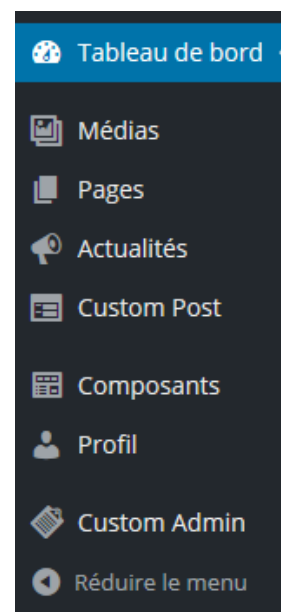 Tableau de bord
Médias
Pages
Actualités
Custom Post
Composants
Profil
Custom Admin
Réduire le menu